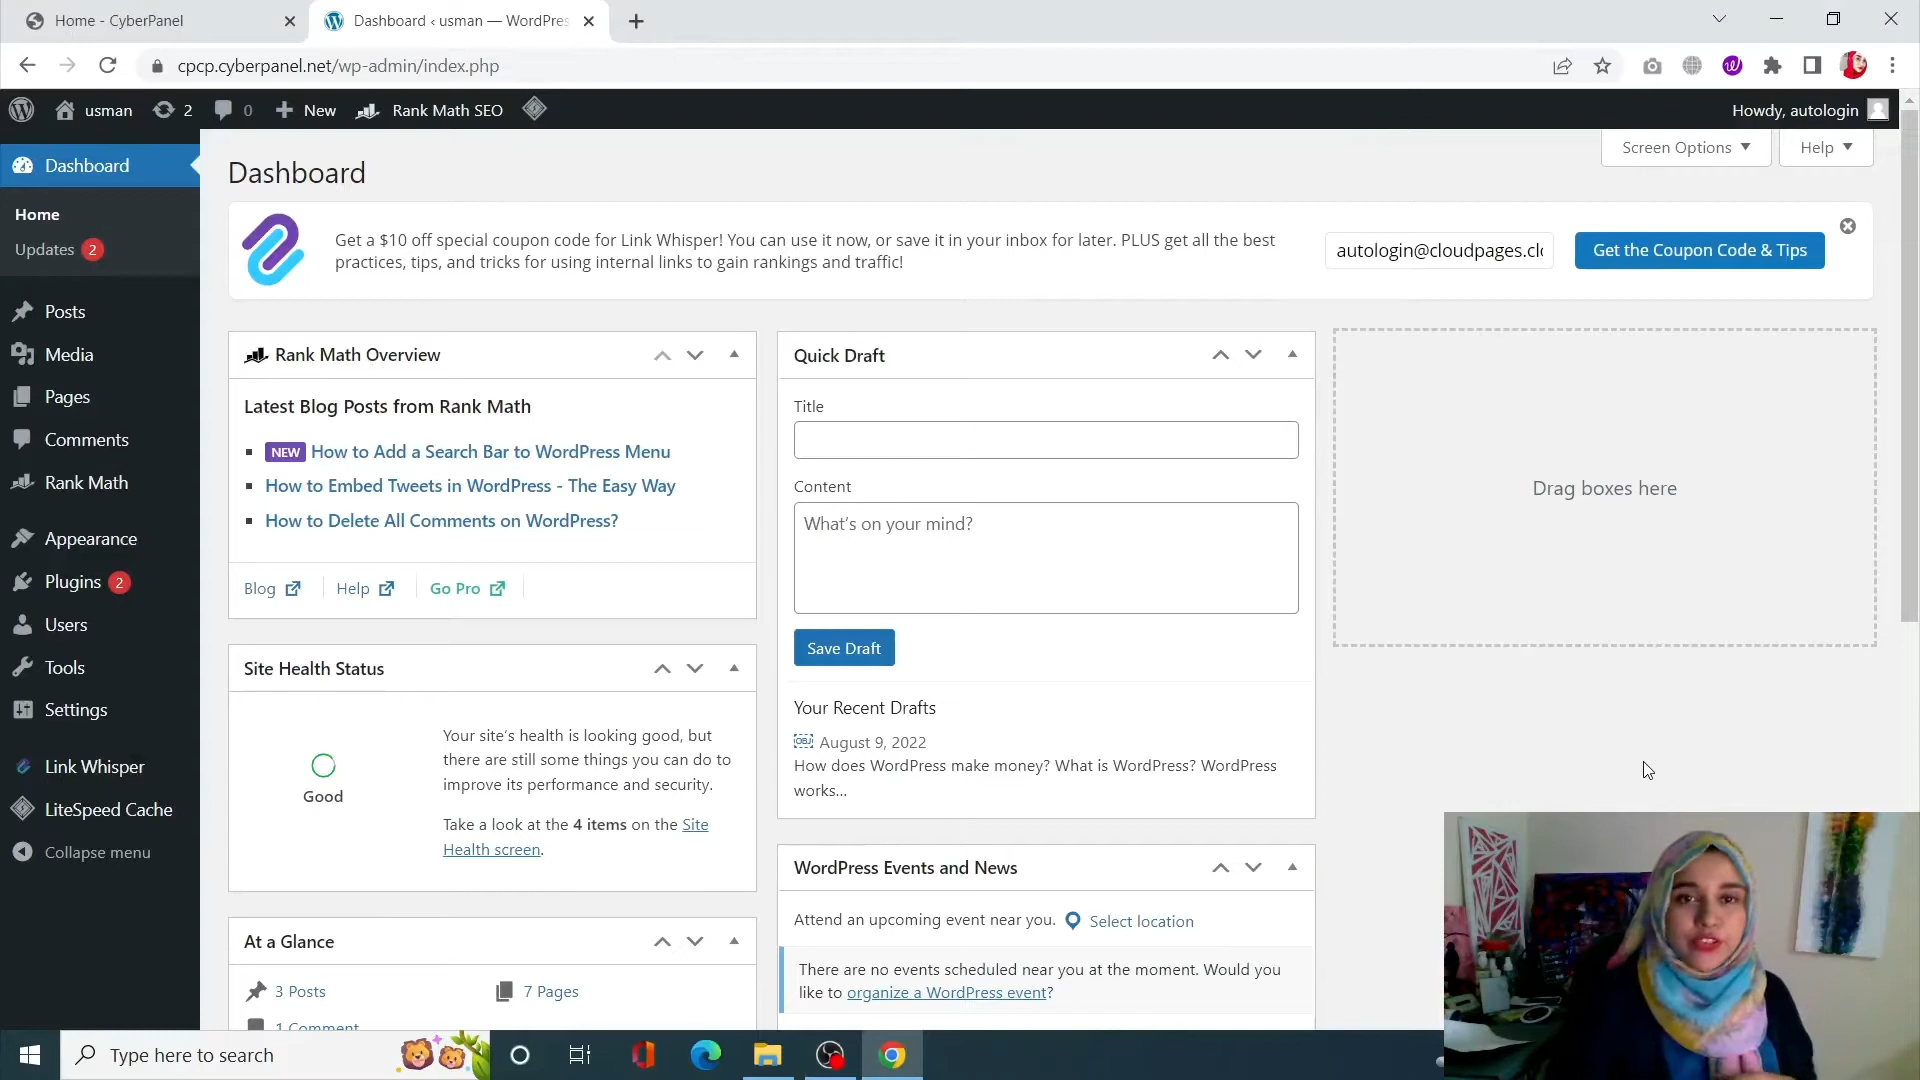 Home - CyberPanel
Dashboard ‹ usman — WordPres
cpcp.cyberpanel.net/wp-admin/index.php
usman
2
0
New
Rank Math SEO
Howdy, autologin
Dashboard
Home
Updates 2
Posts
Media
Pages
Comments
Rank Math
Appearance
Plugins 2
Users
Tools
Settings
Link Whisper
LiteSpeed Cache
Collapse menu
Screen Options
Help
Dashboard
Get a $10 off special coupon code for Link Whisper! You can use it now, or save it in your inbox for later. PLUS get all the best
practices, tips, and tricks for using internal links to gain rankings and traffic!
autologin@cloudpages.cl
Get the Coupon Code & Tips
Rank Math Overview
Latest Blog Posts from Rank Math
NEW How to Add a Search Bar to WordPress Menu
How to Embed Tweets in WordPress - The Easy Way
How to Delete All Comments on WordPress?
Blog
Help
Go Pro
Site Health Status
Good
Your site's health is looking good, but
there are still some things you can do to
improve its performance and security.
Take a look at the 4 items on the Site
Health screen.
At a Glance
3 Posts
7 Pages
1 Comment
Quick Draft
Title
Content
What's on your mind?
Save Draft
Your Recent Drafts
OBJ August 9, 2022
How does WordPress make money? What is WordPress? WordPress
works...
WordPress Events and News
Attend an upcoming event near you.
Select location
There are no events scheduled near you at the moment. Would you
like to organize a WordPress event?
Drag boxes here
Type here to search